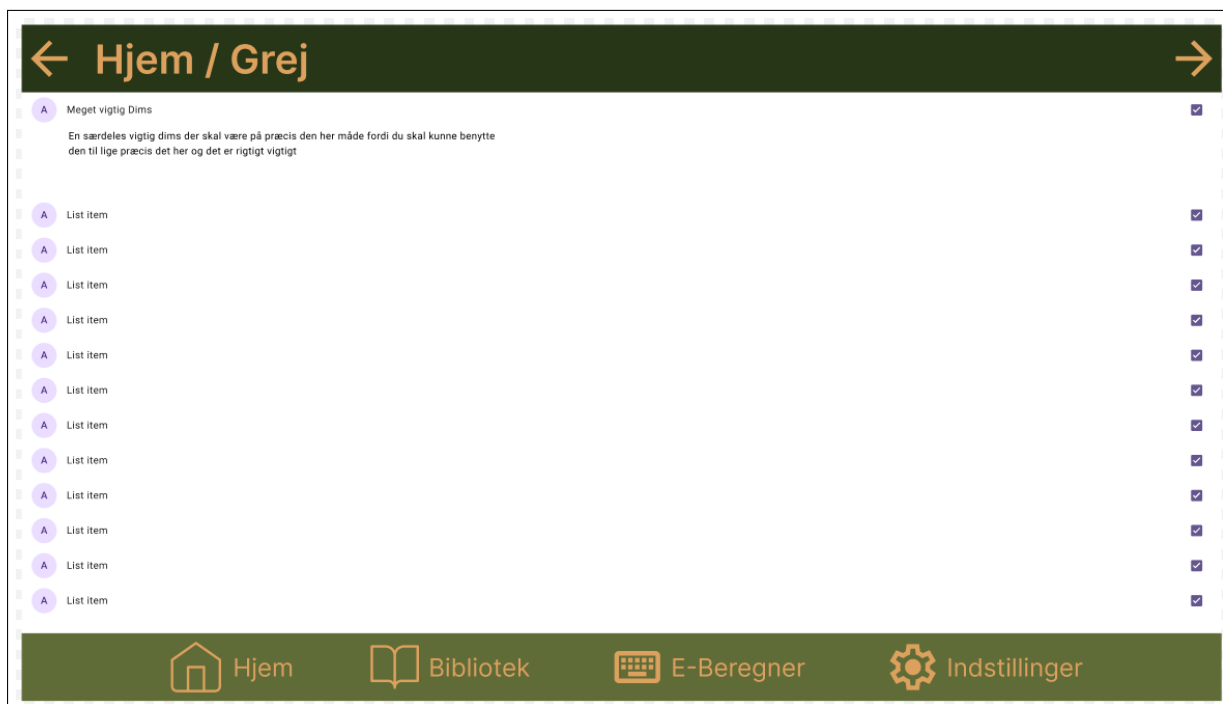 Hjem / Grej
A Meget vigtig Dims
En særdeles vigtig dims der skal være på præcis den her måde fordi du skal kunne benytte
den til lige præcis det her og det er rigtigt vigtigt
A List item
A List item
A List item
A List item
A List item
A List item
A List item
A List item
A List item
A List item
A List item
A List item
Hjem Bibliotek E-Beregner Indstillinger